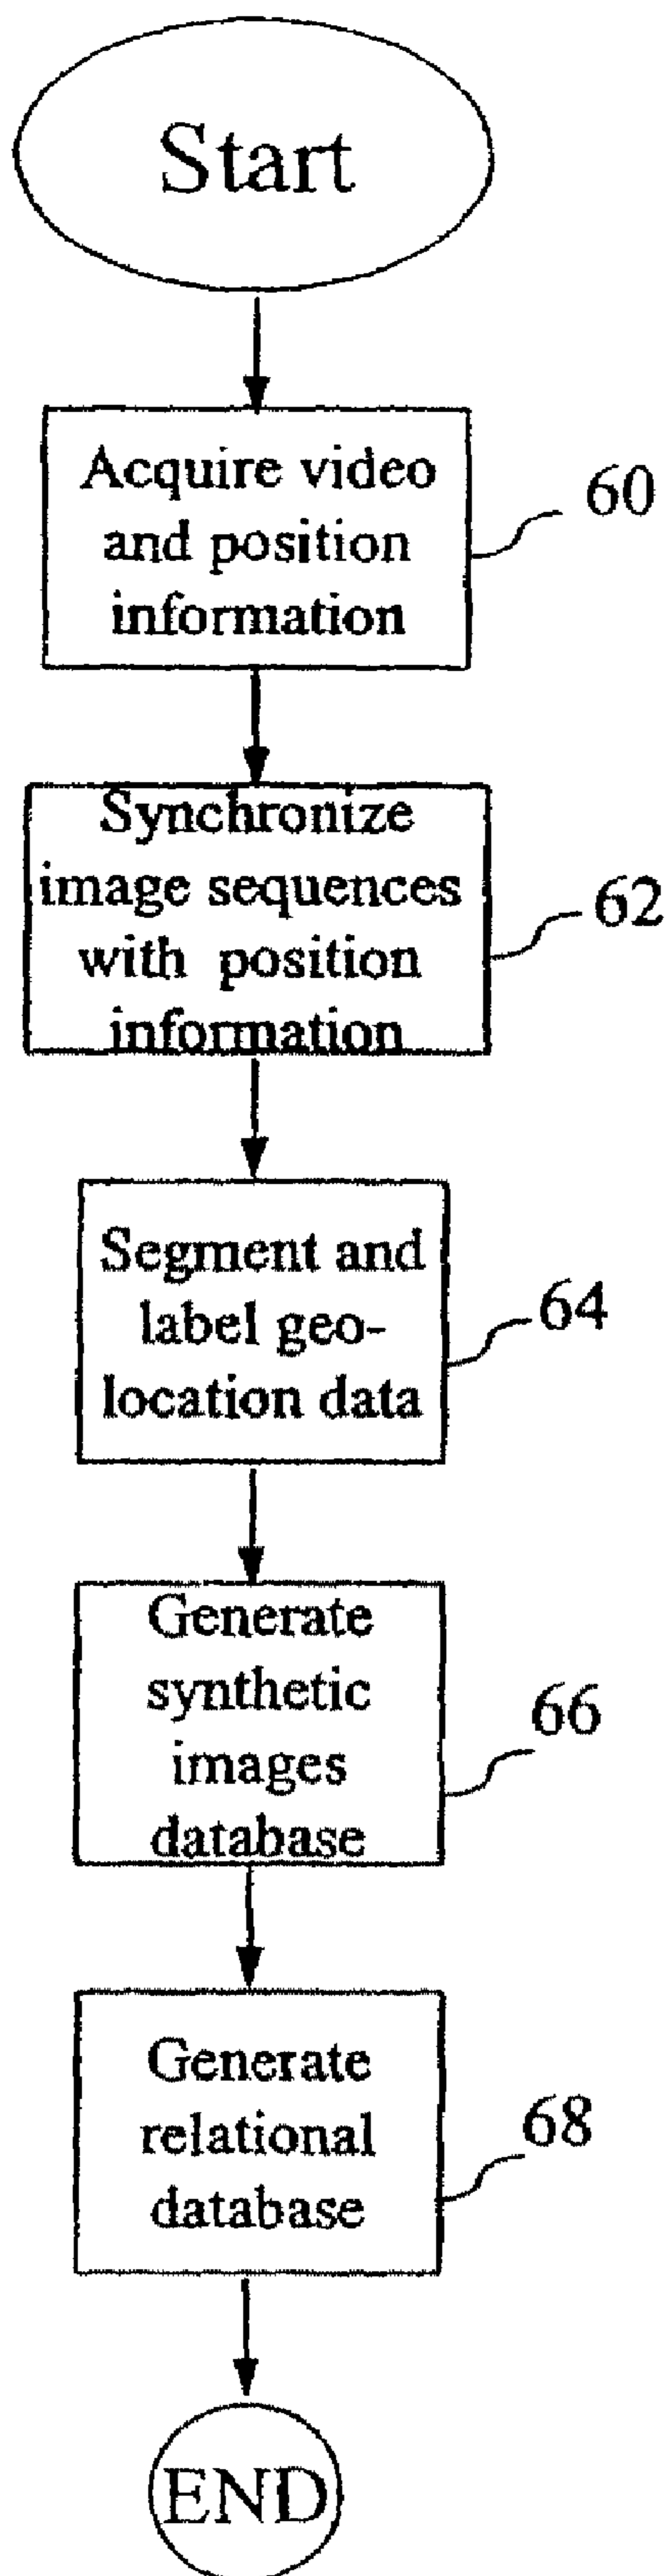 Start
Acquire video
and position
information
60
Synchronize
image sequences
with position
information
62
Segment and
label geo-
location data
64
Generate
synthetic
images
database
66
Generate
relational
database
68
END